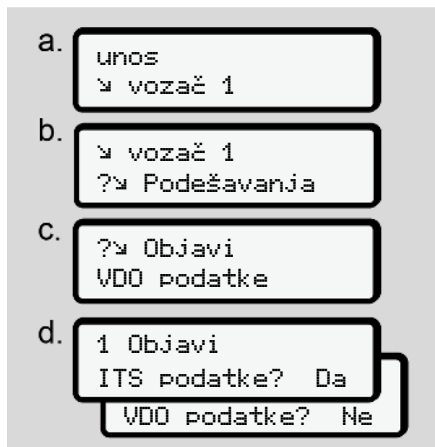 a.
unos
↘ vozač 1
b.
↘ vozač 1
?↘ Podešavanja
c.
?↘ Objavi
VDO podatke
d.
1 Objavi
ITS podatke? Da
VDO podatke? Ne